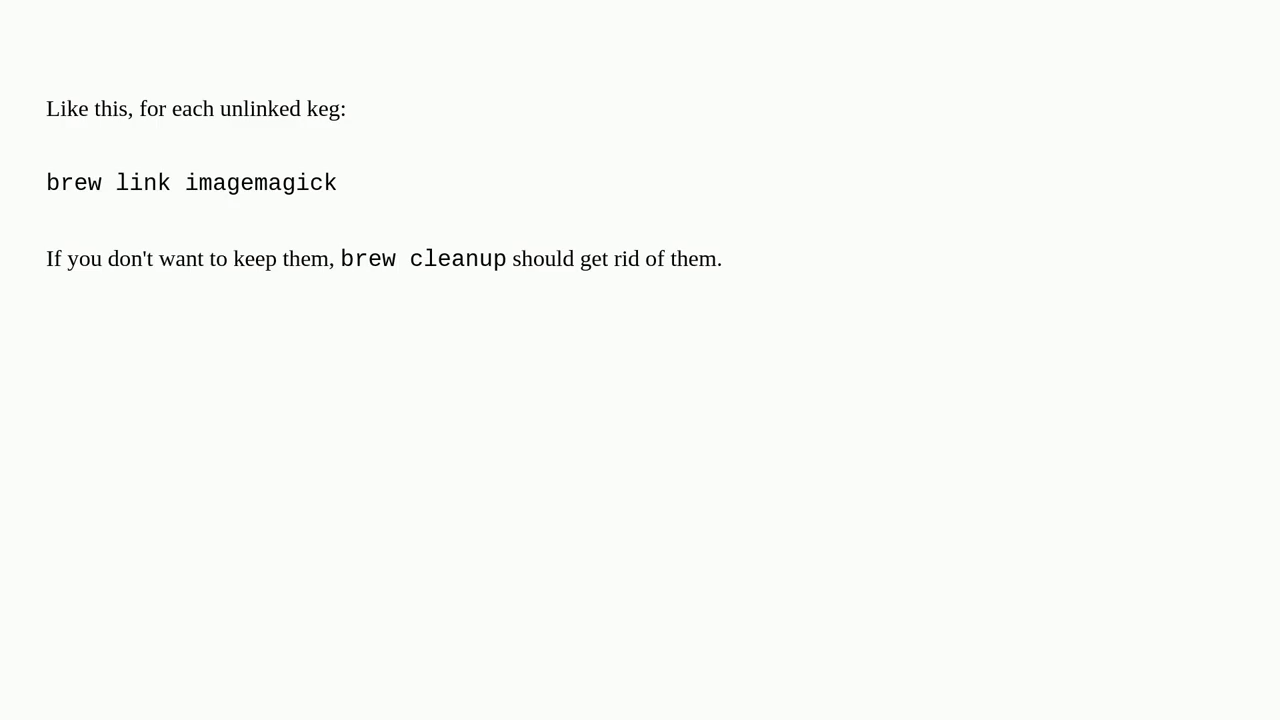 Like this, for each unlinked keg:
brew link imagemagick
If you don't want to keep them, brew cleanup should get rid of them.